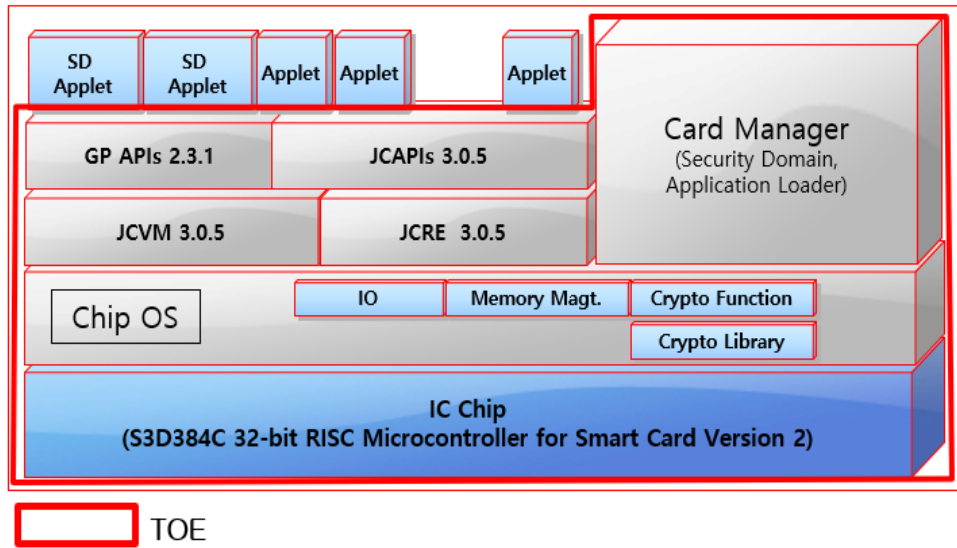 SD
Applet
SD
Applet
Applet
Applet
Applet
Card Manager
(Security Domain,
Application Loader)
GP APIs 2.3.1
JCAPIs 3.0.5
JCVM 3.0.5
JCRE 3.0.5
Chip OS
IO
Memory Magt.
Crypto Function
Crypto Library
IC Chip
(S3D384C 32-bit RISC Microcontroller for Smart Card Version 2)
TOE